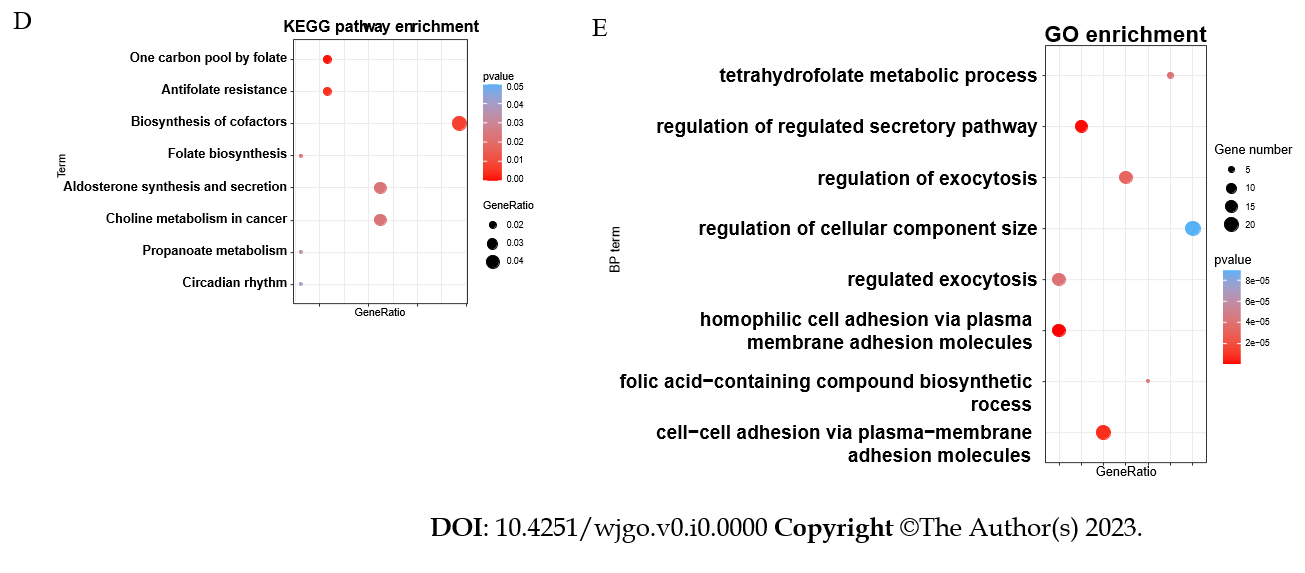 D
KEGG pathway enrichment
One carbon pool by folate
Antifolate resistance
Biosynthesis of cofactors
Folate biosynthesis
Aldosterone synthesis and secretion
Choline metabolism in cancer
Propanoate metabolism
Circadian rhythm
Term
GeneRatio
pvalue
0.05
0.04
0.03
0.02
0.01
0.00
GeneRatio
0.02
0.03
0.04
E
GO enrichment
tetrahydrofolate metabolic process
regulation of regulated secretory pathway
regulation of exocytosis
regulation of cellular component size
regulated exocytosis
homophilic cell adhesion via plasma
membrane adhesion molecules
folic acid−containing compound biosynthetic
rocess
cell−cell adhesion via plasma−membrane
adhesion molecules
BP term
GeneRatio
Gene number
5
10
15
20
pvalue
8e−05
6e−05
4e−05
2e−05
DOI: 10.4251/wjgo.v0.i0.0000 Copyright ©The Author(s) 2023.